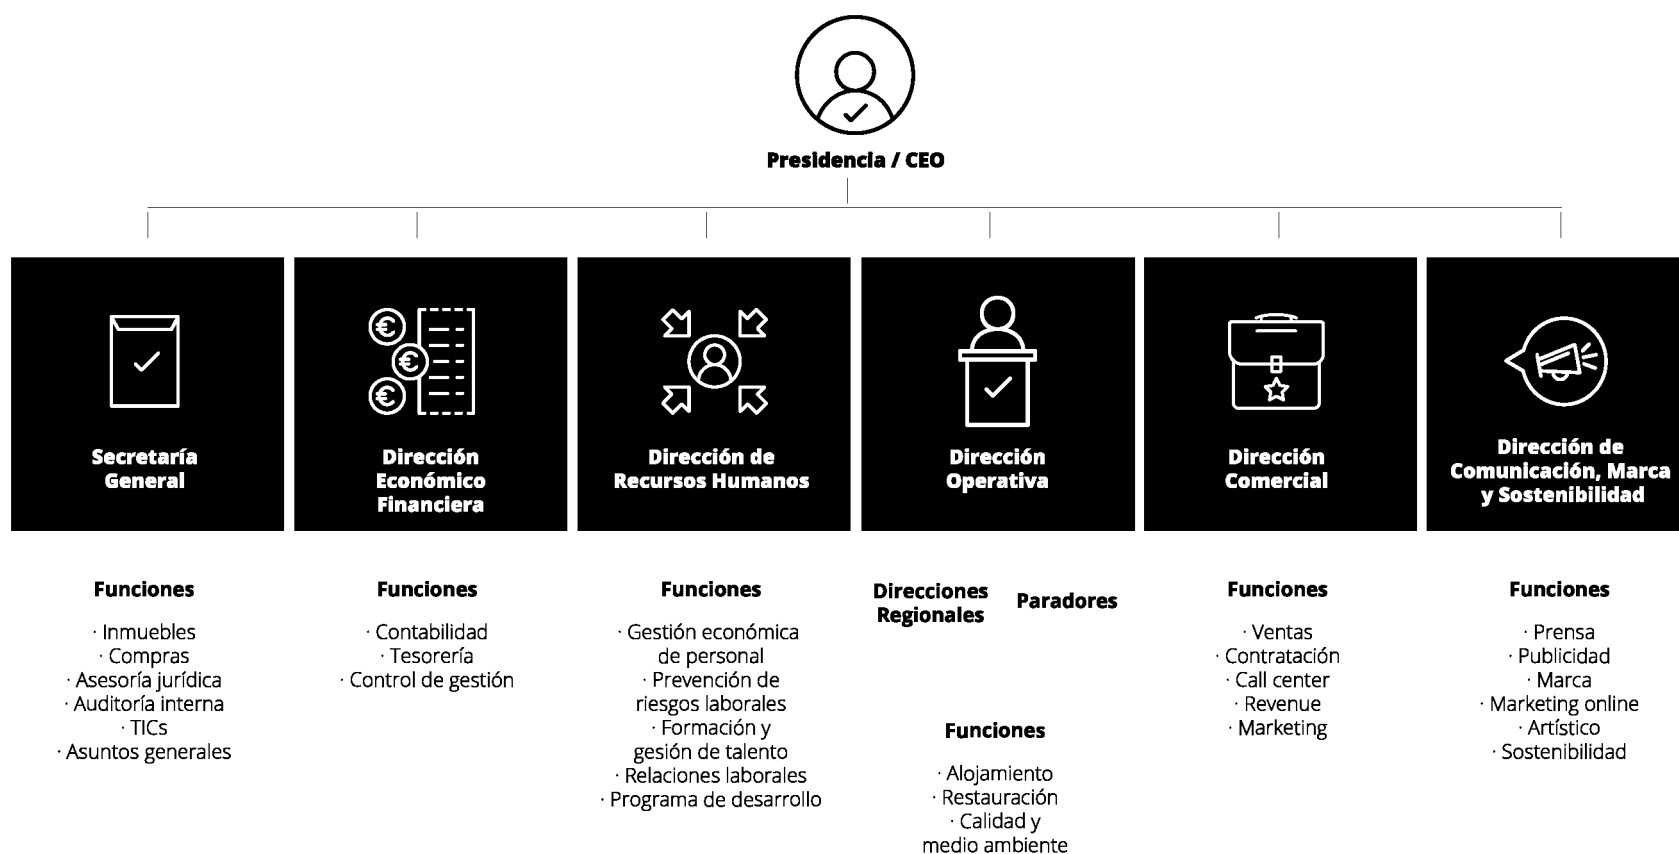 Presidencia / CEO
Secretaría
General
Dirección
Económico
Financiera
Dirección de
Recursos Humanos
Dirección
Operativa
Dirección
Comercial
Dirección de
Comunicación, Marca
y Sostenibilidad
Funciones
· Inmuebles
· Compras
· Asesoría jurídica
· Auditoría interna
· TICs
· Asuntos generales
Funciones
· Contabilidad
· Tesorería
· Control de gestión
Funciones
· Gestión económica
de personal
· Prevención de
riesgos laborales
· Formación y
gesión de talento
· Relaciones laborales
· Programa de desarrollo
Direcciones
Regionales
Paradores
Funciones
· Alojamiento
· Restauración
· Calidad y
medio ambiente
Funciones
· Ventas
· Contratación
· Call center
· Revenue
· Marketing
Funciones
· Prensa
· Publicidad
· Marca
· Marketing online
· Artístico
· Sostenibilidad